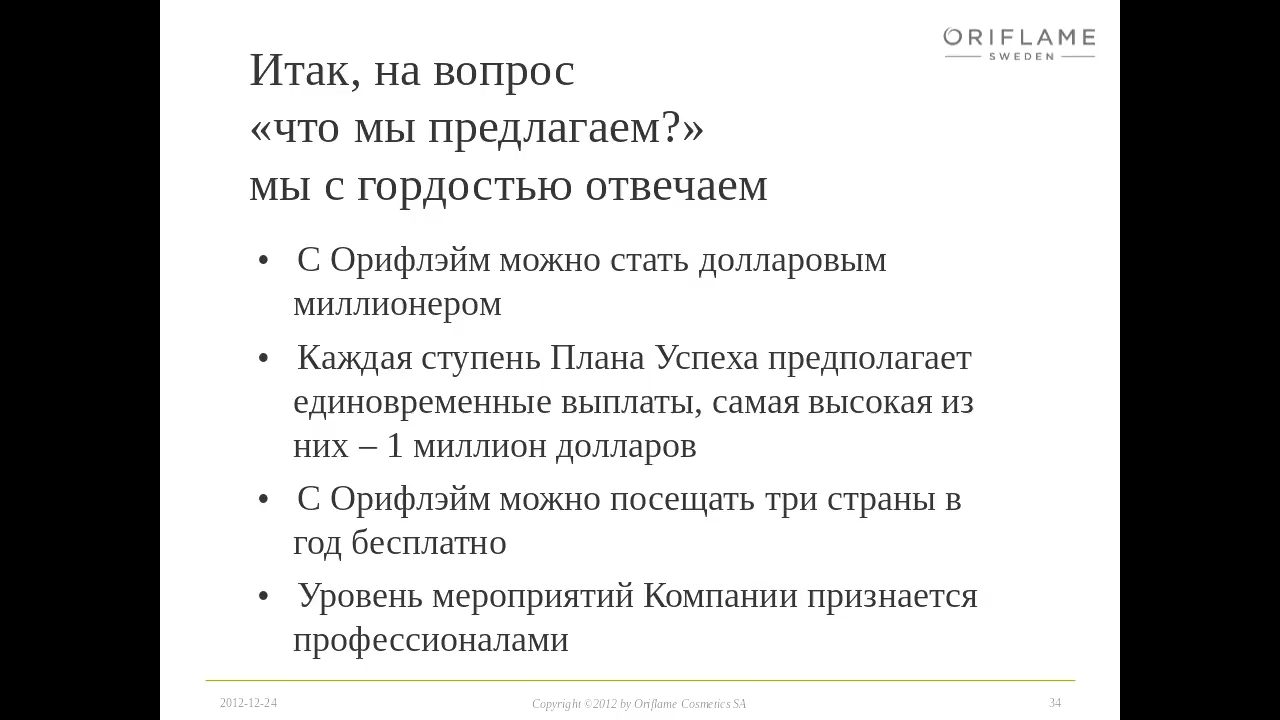 ORIFLAME
SWEDEN
Итак, на вопрос
«что мы предлагаем?»
мы с гордостью отвечаем
• С Орифлэйм можно стать долларовым
миллионером
• Каждая ступень Плана Успеха предполагает
единовременные выплаты, самая высокая из
них – 1 миллион долларов
• С Орифлэйм можно посещать три страны в
год бесплатно
• Уровень мероприятий Компании признается
профессионалами
2012-12-24
Copyright ©2012 by Oriflame Cosmetics SA
34